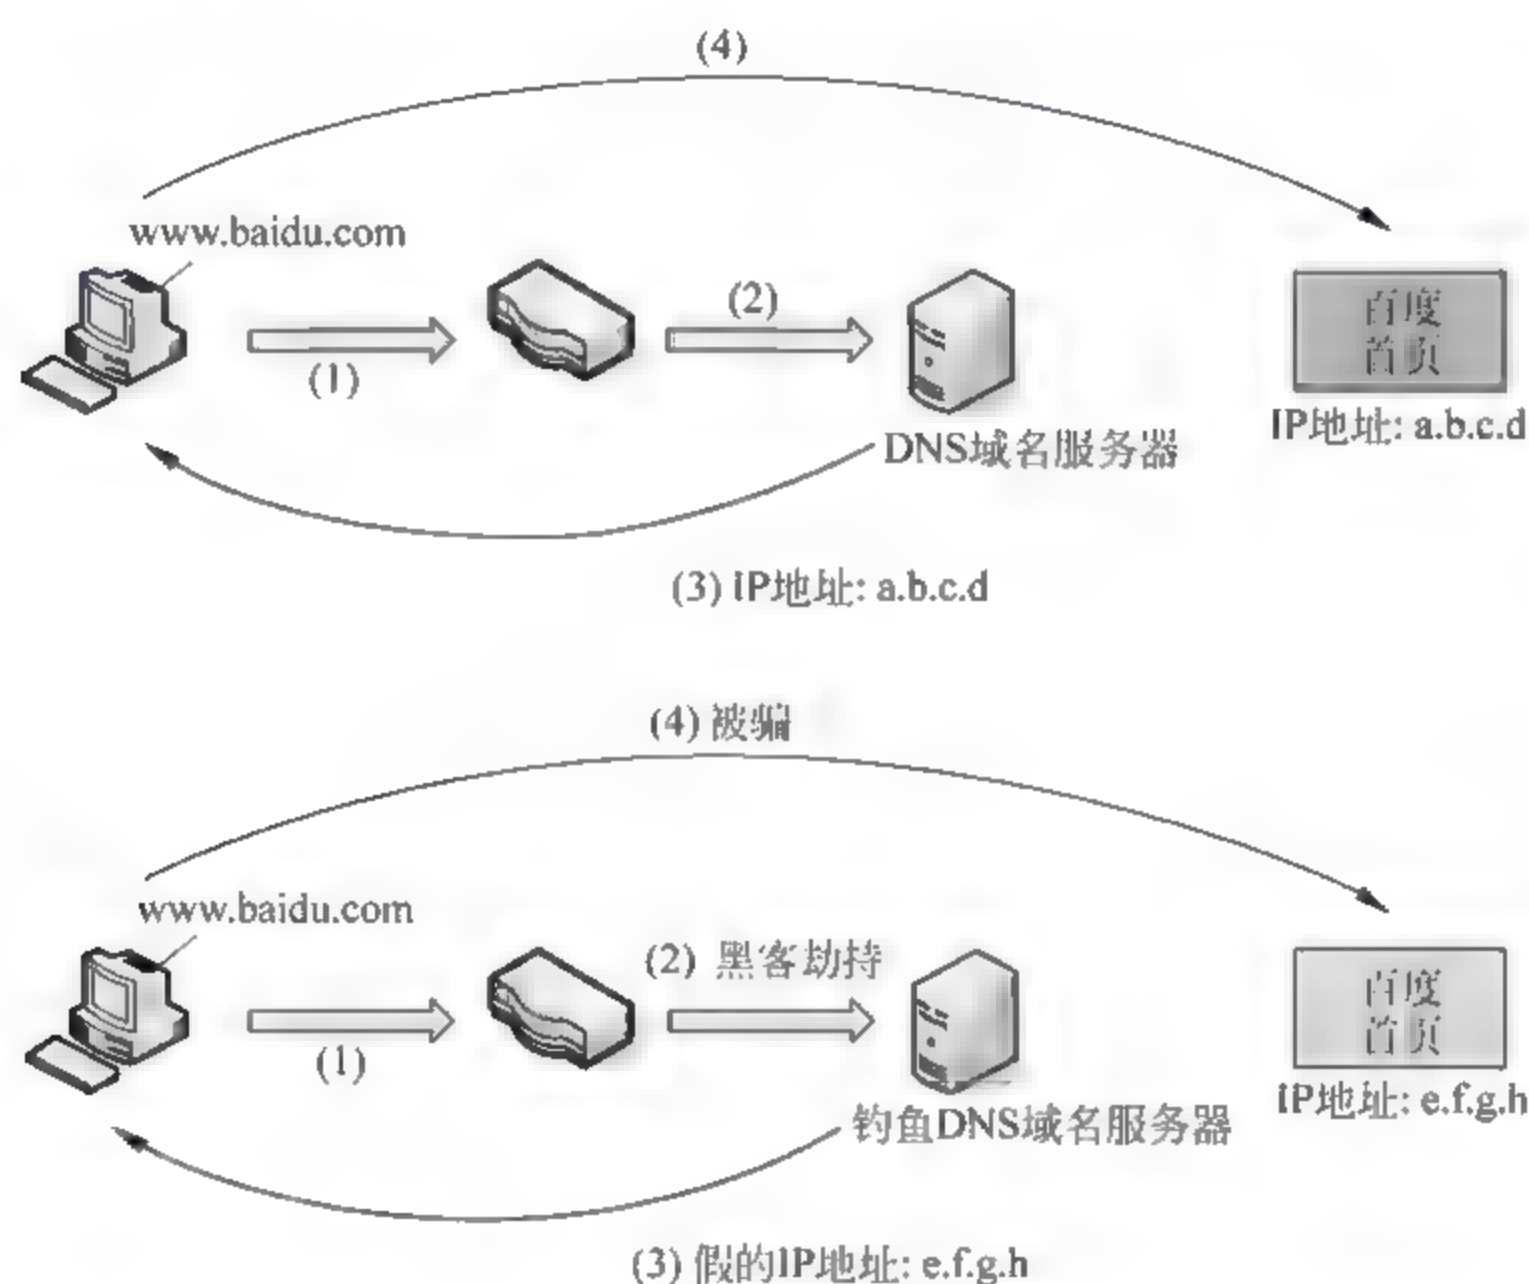 (4)
www.baidu.com
(1)
(2)
百度
首页
IP地址: a.b.c.d
DNS域名服务器
(3) IP地址: a.b.c.d
(4) 被骗
www.baidu.com
(1)
(2) 黑客劫持
百度
首页
IP地址: e.f.g.h
钓鱼DNS域名服务器
(3) 假的IP地址: e.f.g.h